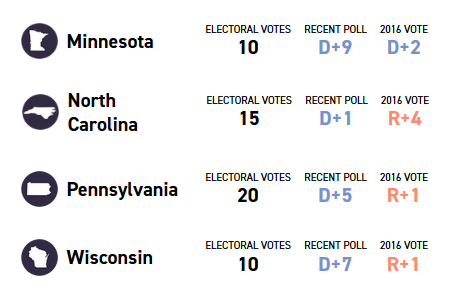 ELECTORAL VOTES RECENT POLL 2016 VOTE
Minnesota 10 D+9 D+2
ELECTORAL VOTES RECENT POLL 2016 VOTE
North
Carolina 15 D+1 R+4
ELECTORAL VOTES RECENT POLL 2016 VOTE
Pennsylvania 20 D+5 R+1
ELECTORAL VOTES RECENT POLL 2016 VOTE
Wisconsin 10 D+7 R+1